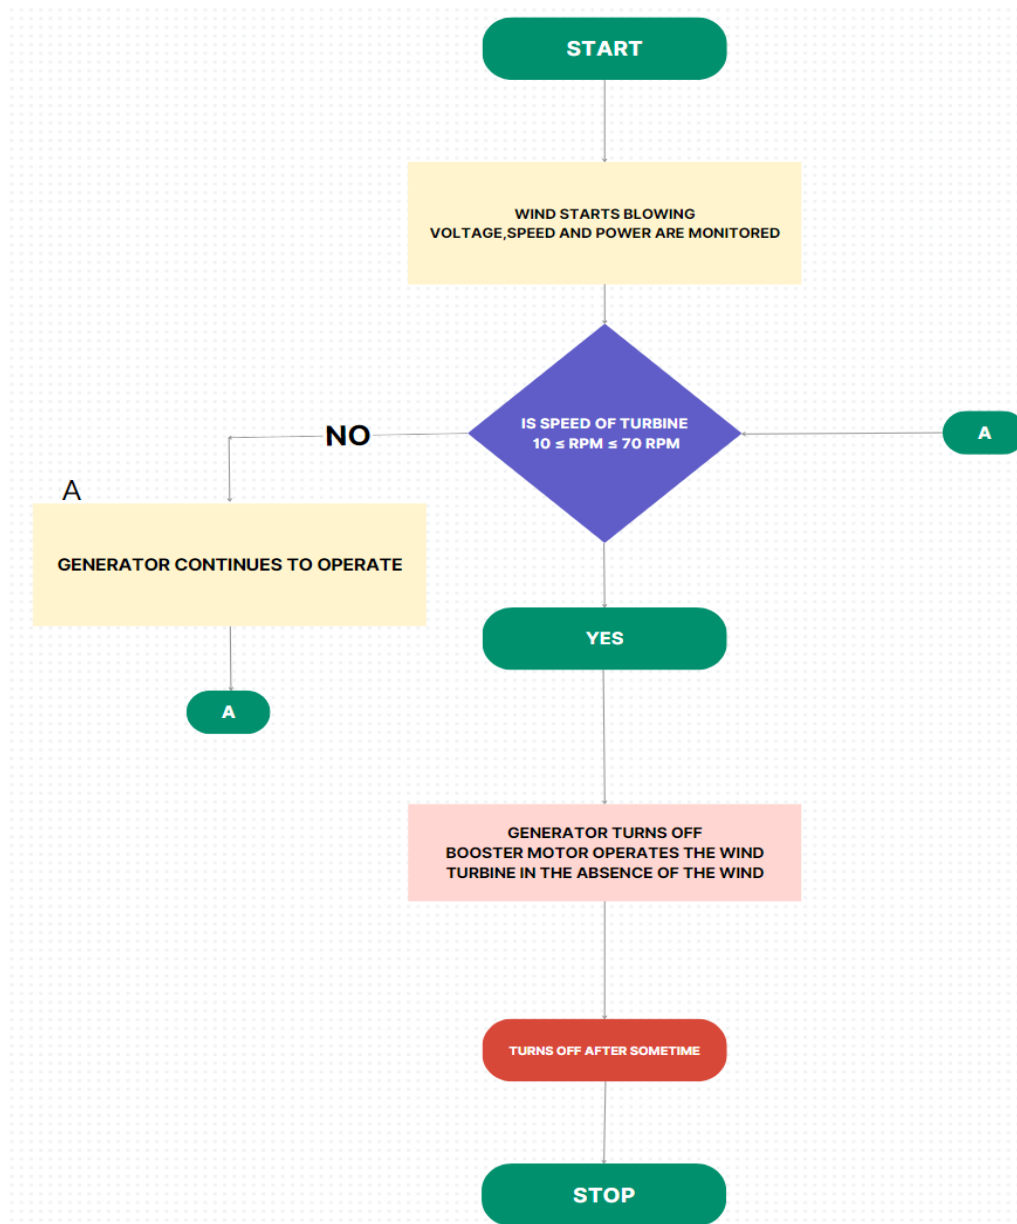 START
WIND STARTS BLOWING
VOLTAGE,SPEED AND POWER ARE MONITORED
IS SPEED OF TURBINE
10 ≤ RPM ≤ 70 RPM
A
NO
A
GENERATOR CONTINUES TO OPERATE
YES
A
GENERATOR TURNS OFF
BOOSTER MOTOR OPERATES THE WIND
TURBINE IN THE ABSENCE OF THE WIND
TURNS OFF AFTER SOMETIME
STOP